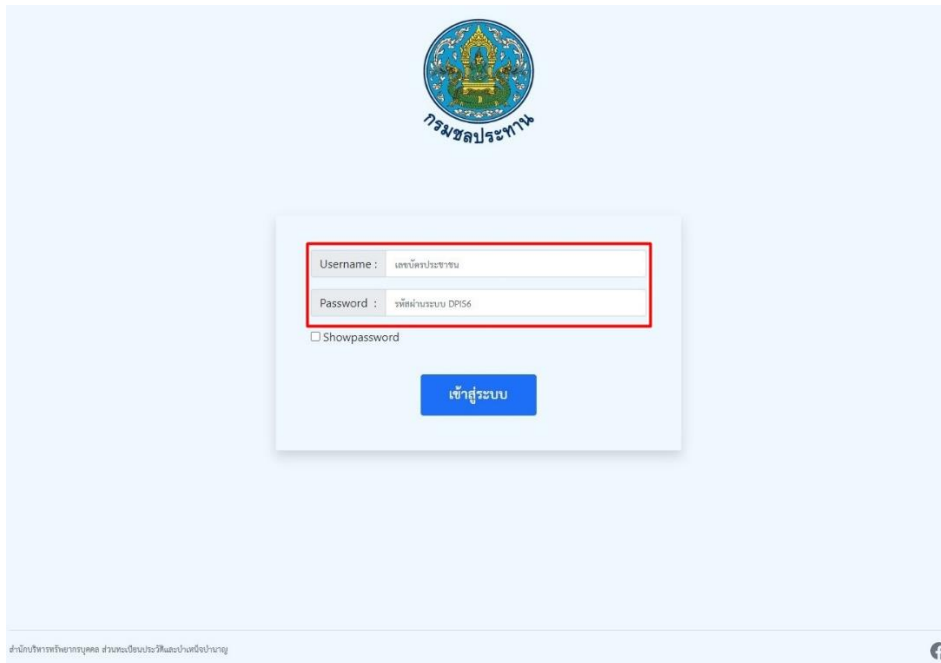 กรมชลประทาน
Username : เลขบัตรประชาชน
Password : รหัสผ่านระบบ DPIS6
Showpassword
เข้าสู่ระบบ
สำนักบริหารทรัพยากรบุคคล ส่วนทะเบียนประวัติและบำเหน็จบำนาญ